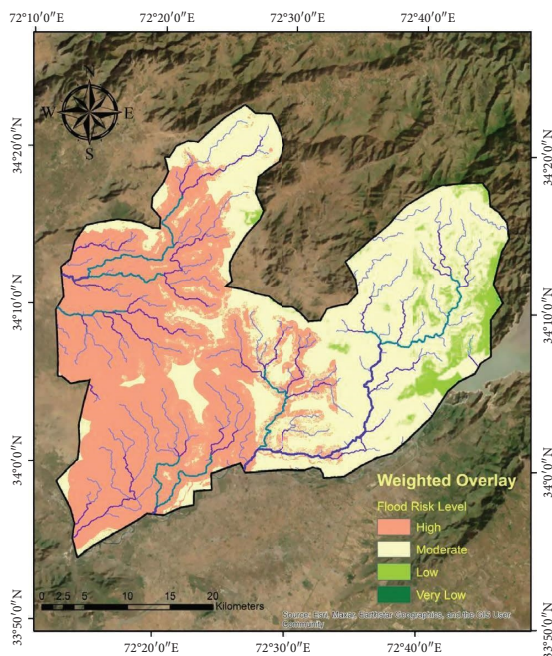 72°10′0″E 72°20′0″E 72°30′0″E 72°40′0″E
N
W E
S
34°20′0″N 34°20′0″N
34°10′0″N 34°10′0″N
34°0′0″N 34°0′0″N
33°50′0″N 33°50′0″N
Weighted Overlay
Flood Risk Level
High
Moderate
Low
Very Low
0 2.5 5 10 15 20
Kilometers
Sources: Esri, Maxar, Earthstar Geographics, and the GIS User
Community
72°20′0″E 72°30′0″E 72°40′0″E